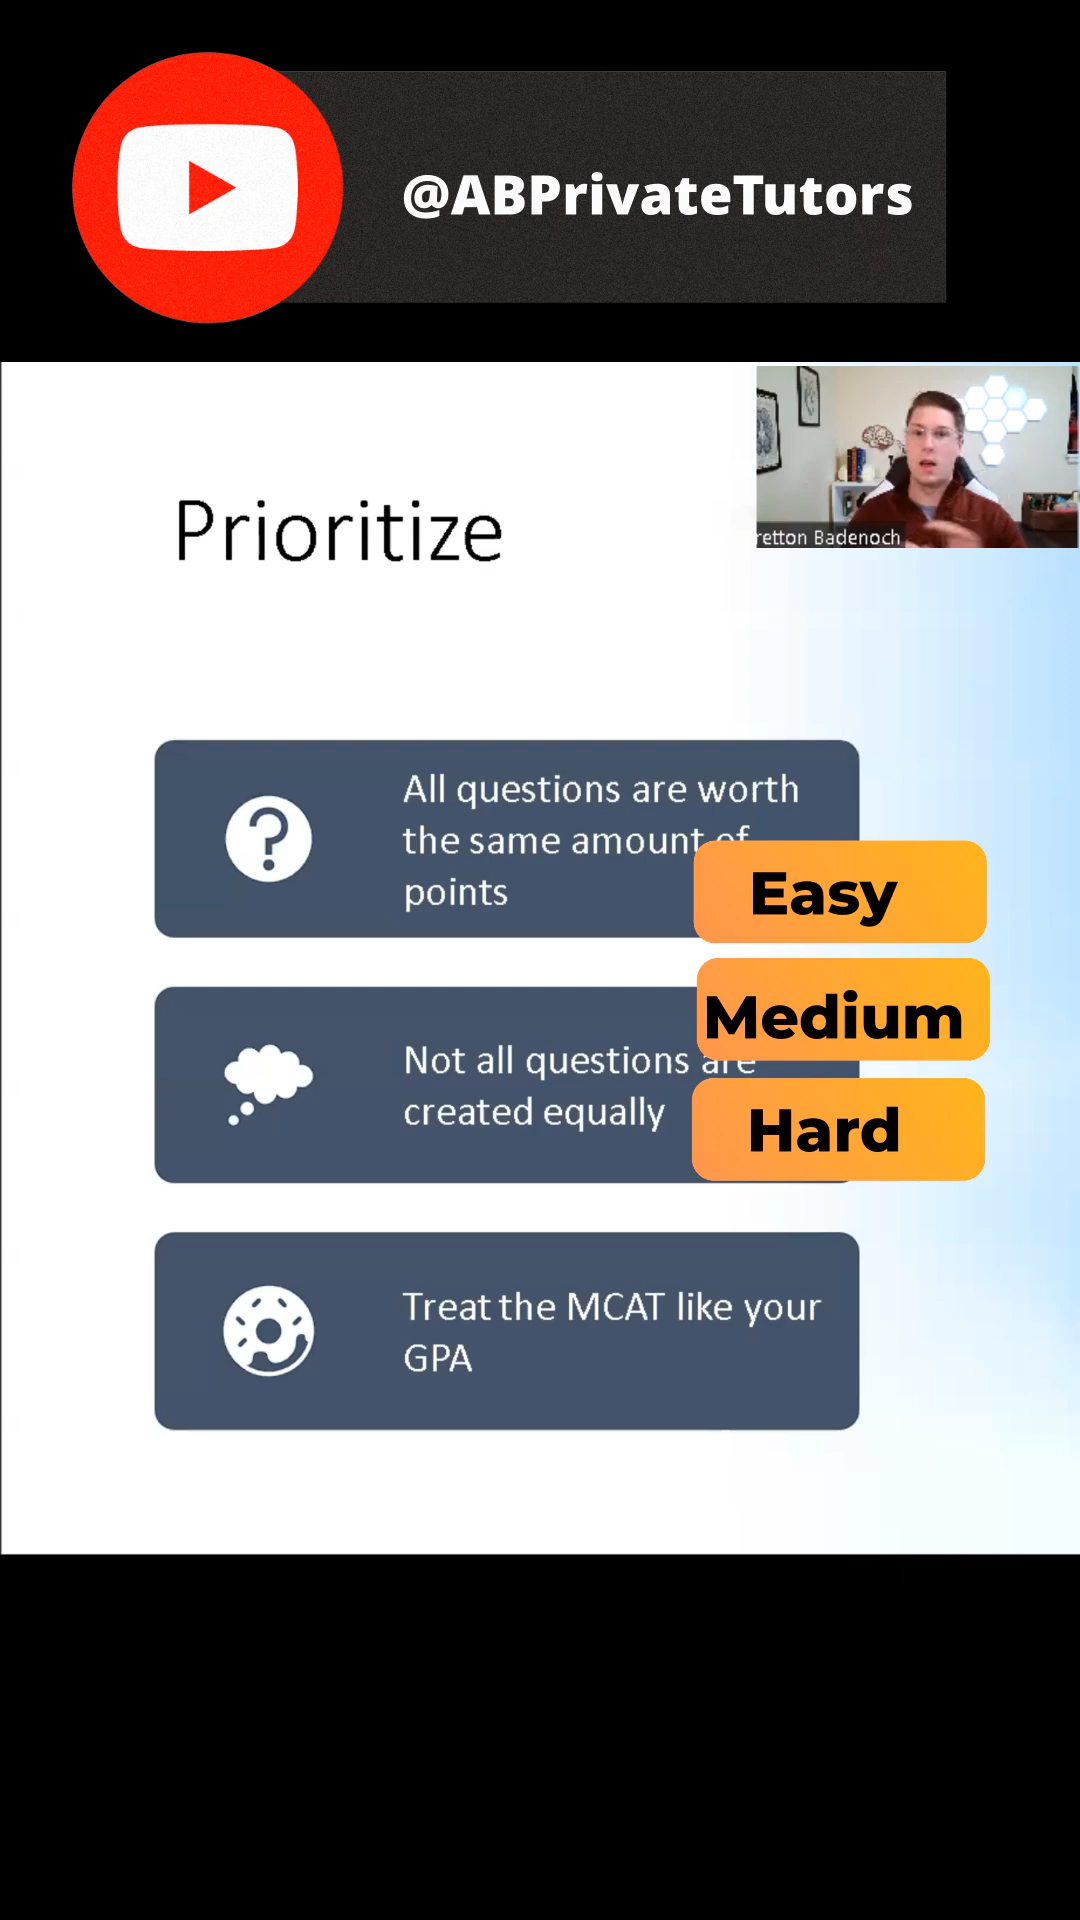 @ABPrivateTutors
retton Badenoch
Prioritize
All questions are worth
the same amount of
points
Easy
Medium
Not all questions are
created equally
Hard
Treat the MCAT like your
GPA